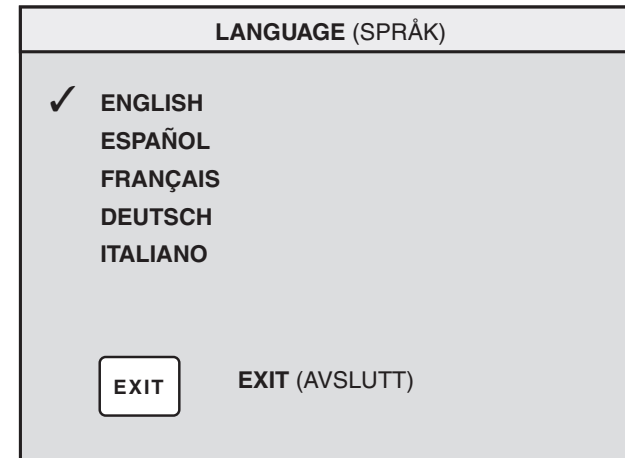 LANGUAGE (SPRÅK)
✓ ENGLISH
ESPAÑOL
FRANÇAIS
DEUTSCH
ITALIANO
EXIT EXIT (AVSLUTT)